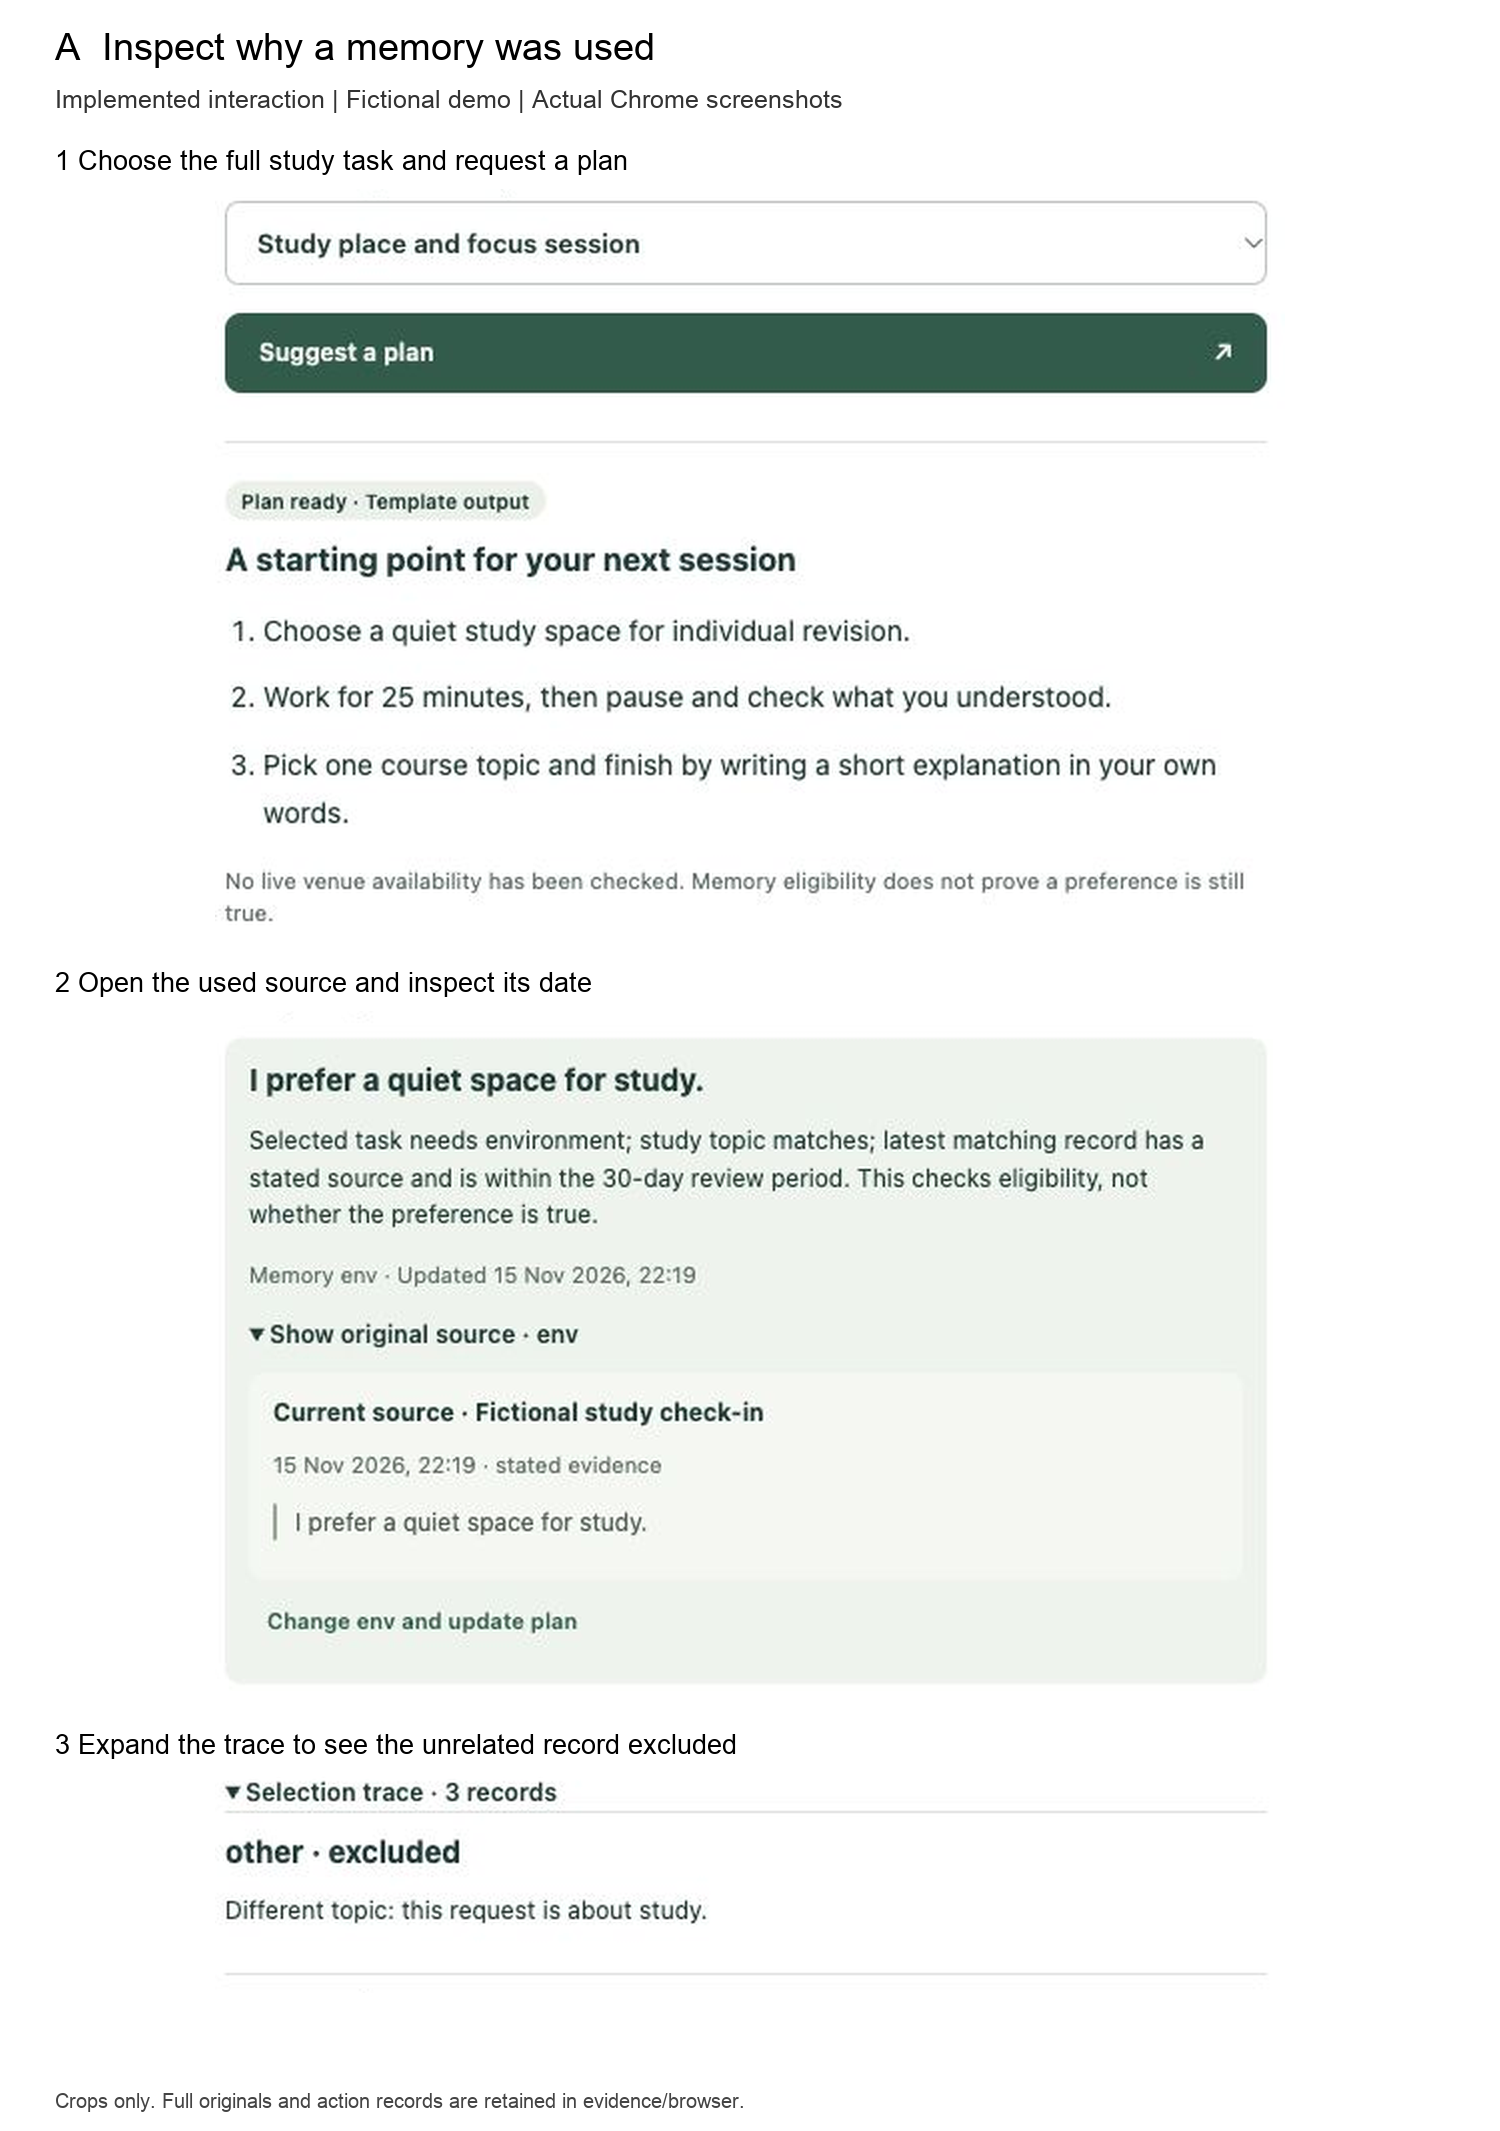 A Inspect why a memory was used
Implemented interaction | Fictional demo | Actual Chrome screenshots
1 Choose the full study task and request a plan
Study place and focus session
Suggest a plan
Plan ready · Template output
A starting point for your next session
1. Choose a quiet study space for individual revision.
2. Work for 25 minutes, then pause and check what you understood.
3. Pick one course topic and finish by writing a short explanation in your own
words.
No live venue availability has been checked. Memory eligibility does not prove a preference is still
true.
2 Open the used source and inspect its date
I prefer a quiet space for study.
Selected task needs environment; study topic matches; latest matching record has a
stated source and is within the 30-day review period. This checks eligibility, not
whether the preference is true.
Memory env · Updated 15 Nov 2026, 22:19
▼ Show original source · env
Current source · Fictional study check-in
15 Nov 2026, 22:19 · stated evidence
I prefer a quiet space for study.
Change env and update plan
3 Expand the trace to see the unrelated record excluded
▼ Selection trace · 3 records
other · excluded
Different topic: this request is about study.
Crops only. Full originals and action records are retained in evidence/browser.